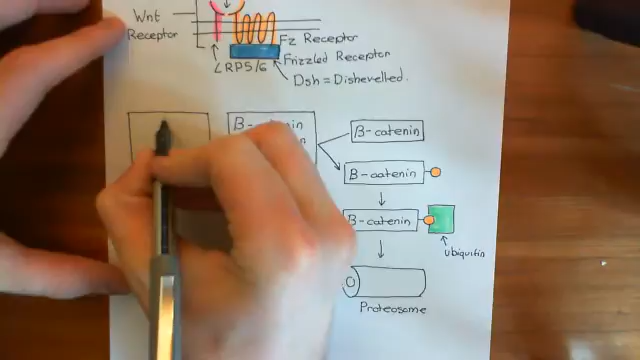 Wnt
Receptor
Fz Receptor
Frizzled Receptor
LRP5/6
Dsh = Dishevelled.
β-catenin
β-catenin
β-catenin
β-catenin
ubiquitin
Proteosome